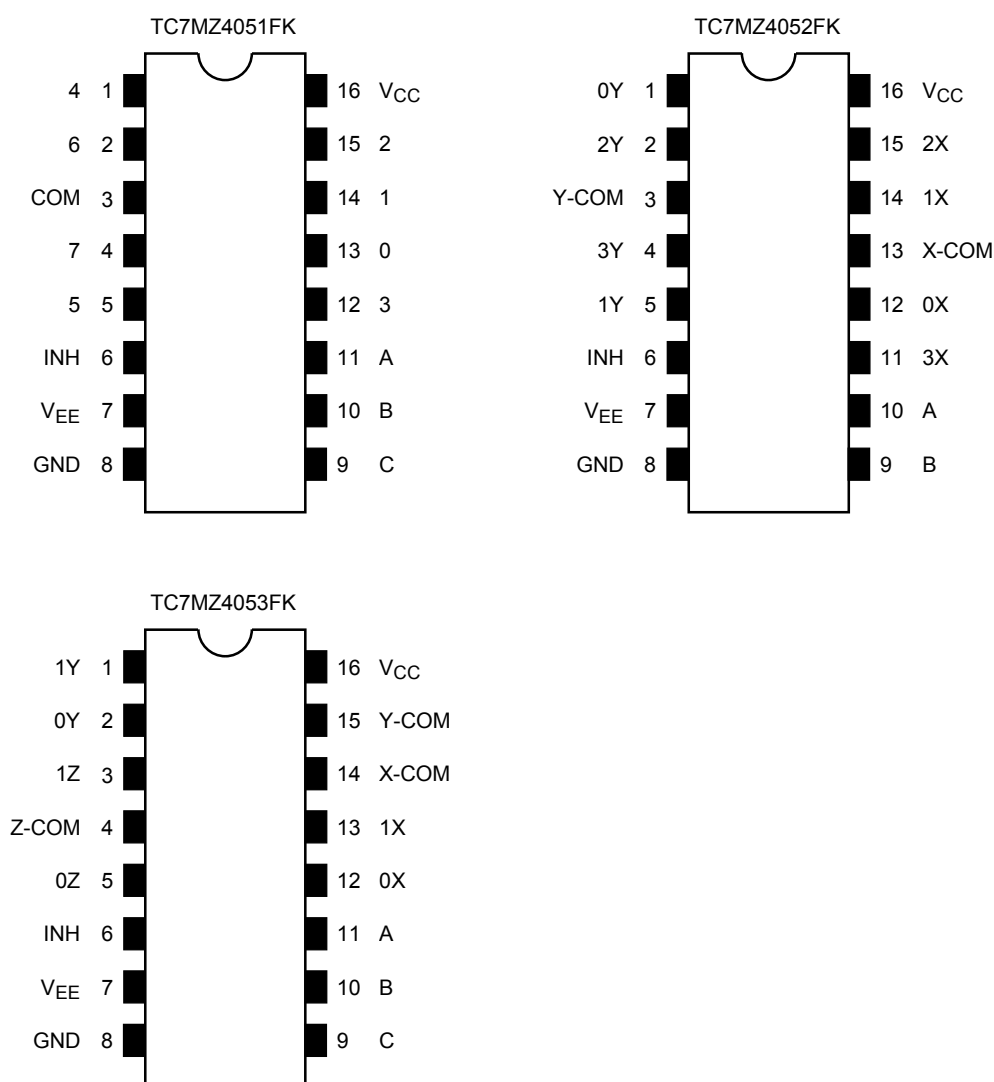 TC7MZ4051FK
4 1 16 VCC
6 2 15 2
COM 3 14 1
7 4 13 0
5 5 12 3
INH 6 11 A
VEE 7 10 B
GND 8 9 C
TC7MZ4052FK
0Y 1 16 VCC
2Y 2 15 2X
Y-COM 3 14 1X
3Y 4 13 X-COM
1Y 5 12 0X
INH 6 11 3X
VEE 7 10 A
GND 8 9 B
TC7MZ4053FK
1Y 1 16 VCC
0Y 2 15 Y-COM
1Z 3 14 X-COM
Z-COM 4 13 1X
0Z 5 12 0X
INH 6 11 A
VEE 7 10 B
GND 8 9 C